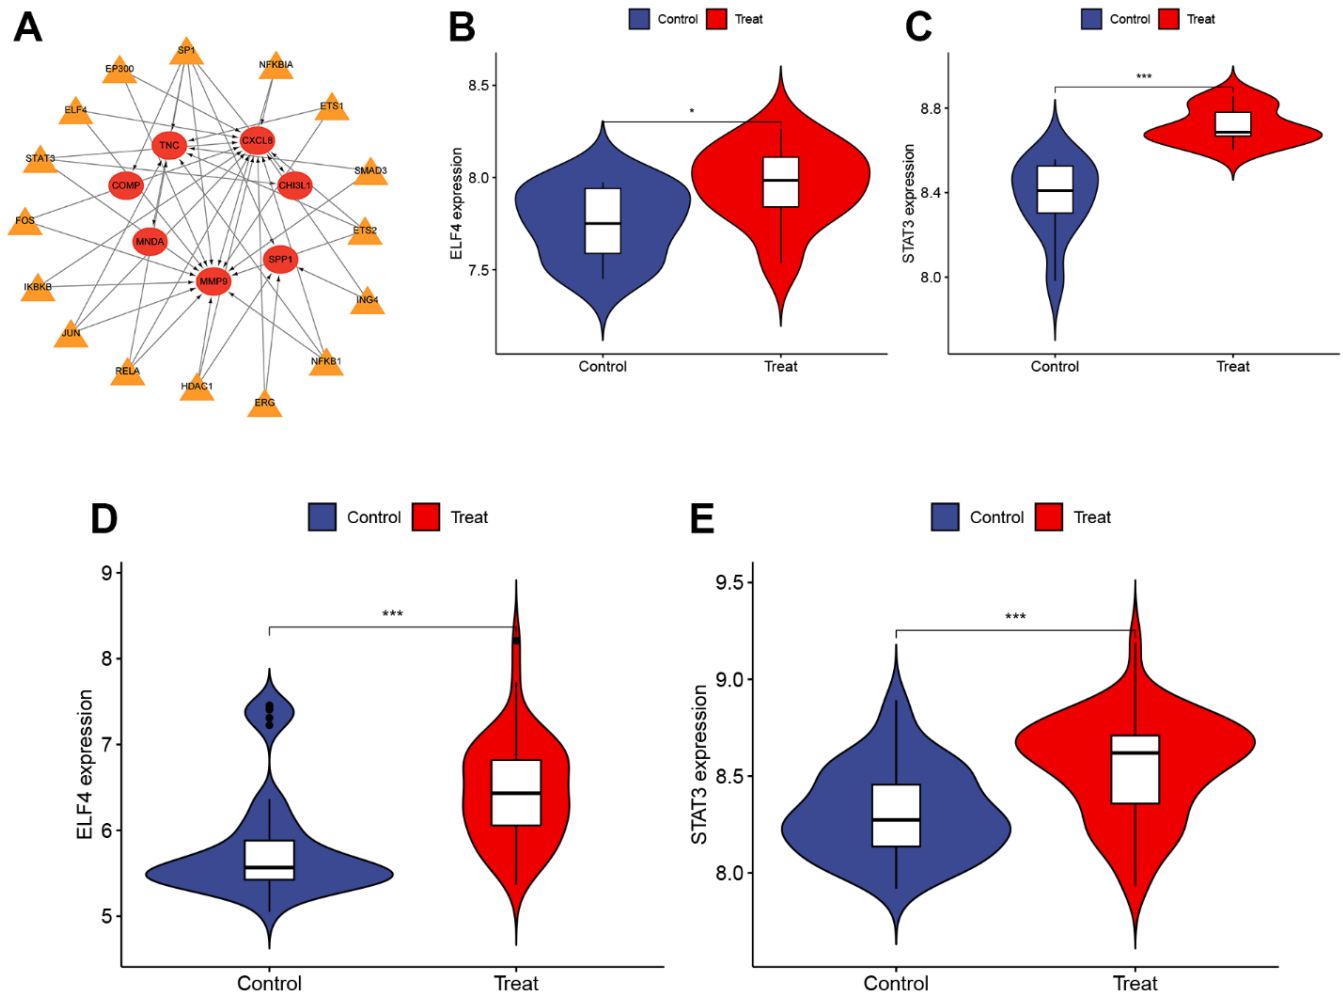 A
SP1
EP300
NFKBIA
ELF4
ETS1
TNC
CXCL8
STAT3
SMAD3
COMP
CHI3L1
FOS
ETS2
MNDA
SPP1
MMP9
IKBKB
ING4
JUN
RELA
NFKB1
HDAC1
ERG
B
Control Treat
ELF4 expression
8.5
8.0
7.5
*
Control Treat
C
Control Treat
STAT3 expression
8.8
8.4
8.0
***
Control Treat
D
Control Treat
ELF4 expression
9
8
7
6
5
***
Control Treat
E
Control Treat
STAT3 expression
9.5
9.0
8.5
8.0
***
Control Treat